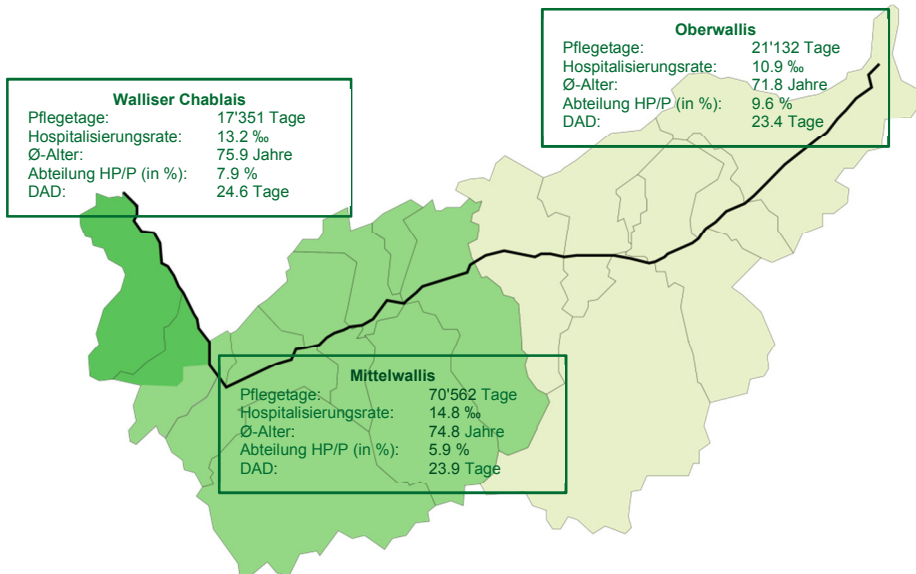 Oberwallis
Pflegetage: 21'132 Tage
Hospitalisierungsrate: 10.9 ‰
Ø-Alter: 71.8 Jahre
Abteilung HP/P (in %): 9.6 %
DAD: 23.4 Tage
Walliser Chablais
Pflegetage: 17'351 Tage
Hospitalisierungsrate: 13.2 ‰
Ø-Alter: 75.9 Jahre
Abteilung HP/P (in %): 7.9 %
DAD: 24.6 Tage
Mittelwallis
Pflegetage: 70'562 Tage
Hospitalisierungsrate: 14.8 ‰
Ø-Alter: 74.8 Jahre
Abteilung HP/P (in %): 5.9 %
DAD: 23.9 Tage